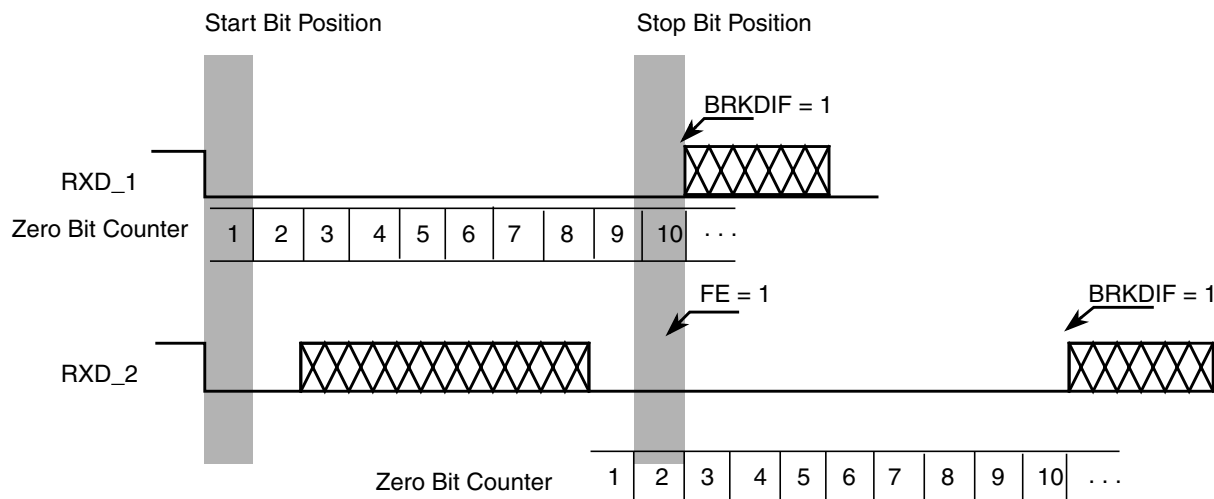 Start Bit Position Stop Bit Position
BRKDIF = 1
RXD_1
Zero Bit Counter 1 2 3 4 5 6 7 8 9 10 . . .
FE = 1 BRKDIF = 1
RXD_2
Zero Bit Counter 1 2 3 4 5 6 7 8 9 10 . . .